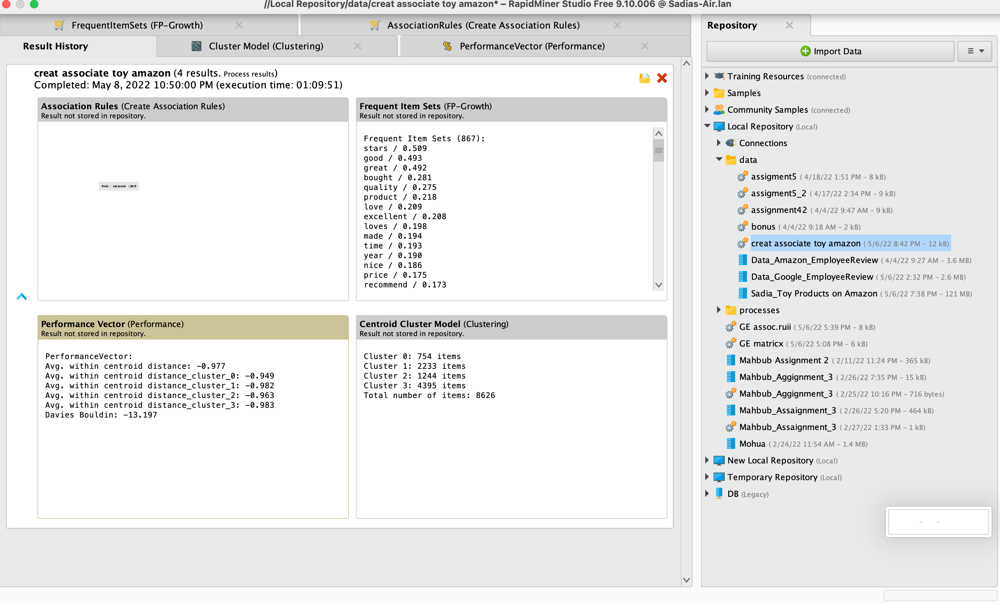 //Local Repository/data/creat associate toy amazon* – RapidMiner Studio Free 9.10.006 @ Sadias-Air.lan
FrequentItemSets (FP-Growth)
AssociationRules (Create Association Rules)
Result History
Cluster Model (Clustering)
PerformanceVector (Performance)
creat associate toy amazon (4 results. Process results)
Completed: May 8, 2022 10:50:00 PM (execution time: 01:09:51)
Association Rules (Create Association Rules)
Result not stored in repository.
Frequent Item Sets (FP-Growth)
Result not stored in repository.
Frequent Item Sets (867):
stars / 0.509
good / 0.493
great / 0.492
bought / 0.281
quality / 0.275
product / 0.218
love / 0.209
excellent / 0.208
loves / 0.198
made / 0.194
time / 0.193
year / 0.190
nice / 0.186
price / 0.175
recommend / 0.173
Performance Vector (Performance)
Result not stored in repository.
PerformanceVector:
Avg. within centroid distance: -0.977
Avg. within centroid distance_cluster_0: -0.949
Avg. within centroid distance_cluster_1: -0.982
Avg. within centroid distance_cluster_2: -0.963
Avg. within centroid distance_cluster_3: -0.983
Davies Bouldin: -13.197
Centroid Cluster Model (Clustering)
Result not stored in repository.
Cluster 0: 754 items
Cluster 1: 2233 items
Cluster 2: 1244 items
Cluster 3: 4395 items
Total number of items: 8626
Repository
Import Data
Training Resources (connected)
Samples
Community Samples (connected)
Local Repository (Local)
Connections
data
assigment5 ( 4/18/22 1:51 PM – 8 kB)
assigment5_2 ( 4/17/22 2:34 PM – 9 kB)
assignment42 ( 4/4/22 9:47 AM – 9 kB)
bonus ( 4/4/22 9:18 AM – 2 kB)
creat associate toy amazon ( 5/6/22 8:42 PM – 12 kB)
Data_Amazon_EmployeeReview ( 4/4/22 9:27 AM – 3.6 MB)
Data_Google_EmployeeReview ( 5/6/22 2:32 PM – 2.6 MB)
Sadia_Toy Products on Amazon ( 5/6/22 7:38 PM – 121 MB)
processes
GE assoc.ruii ( 5/6/22 5:39 PM – 8 kB)
GE matricx ( 5/6/22 5:08 PM – 6 kB)
Mahbub Assignment 2 ( 2/11/22 11:24 PM – 365 kB)
Mahbub_Aggignment_3 ( 2/26/22 7:35 PM – 15 kB)
Mahbub_Aggignment_3 ( 2/25/22 10:16 PM – 716 bytes)
Mahbub_Assaignment_3 ( 2/26/22 5:20 PM – 464 kB)
Mahbub_Assaignment_3 ( 2/27/22 1:33 PM – 1 kB)
Mohua ( 2/24/22 11:54 AM – 1.4 MB)
New Local Repository (Local)
Temporary Repository (Local)
DB (Legacy)